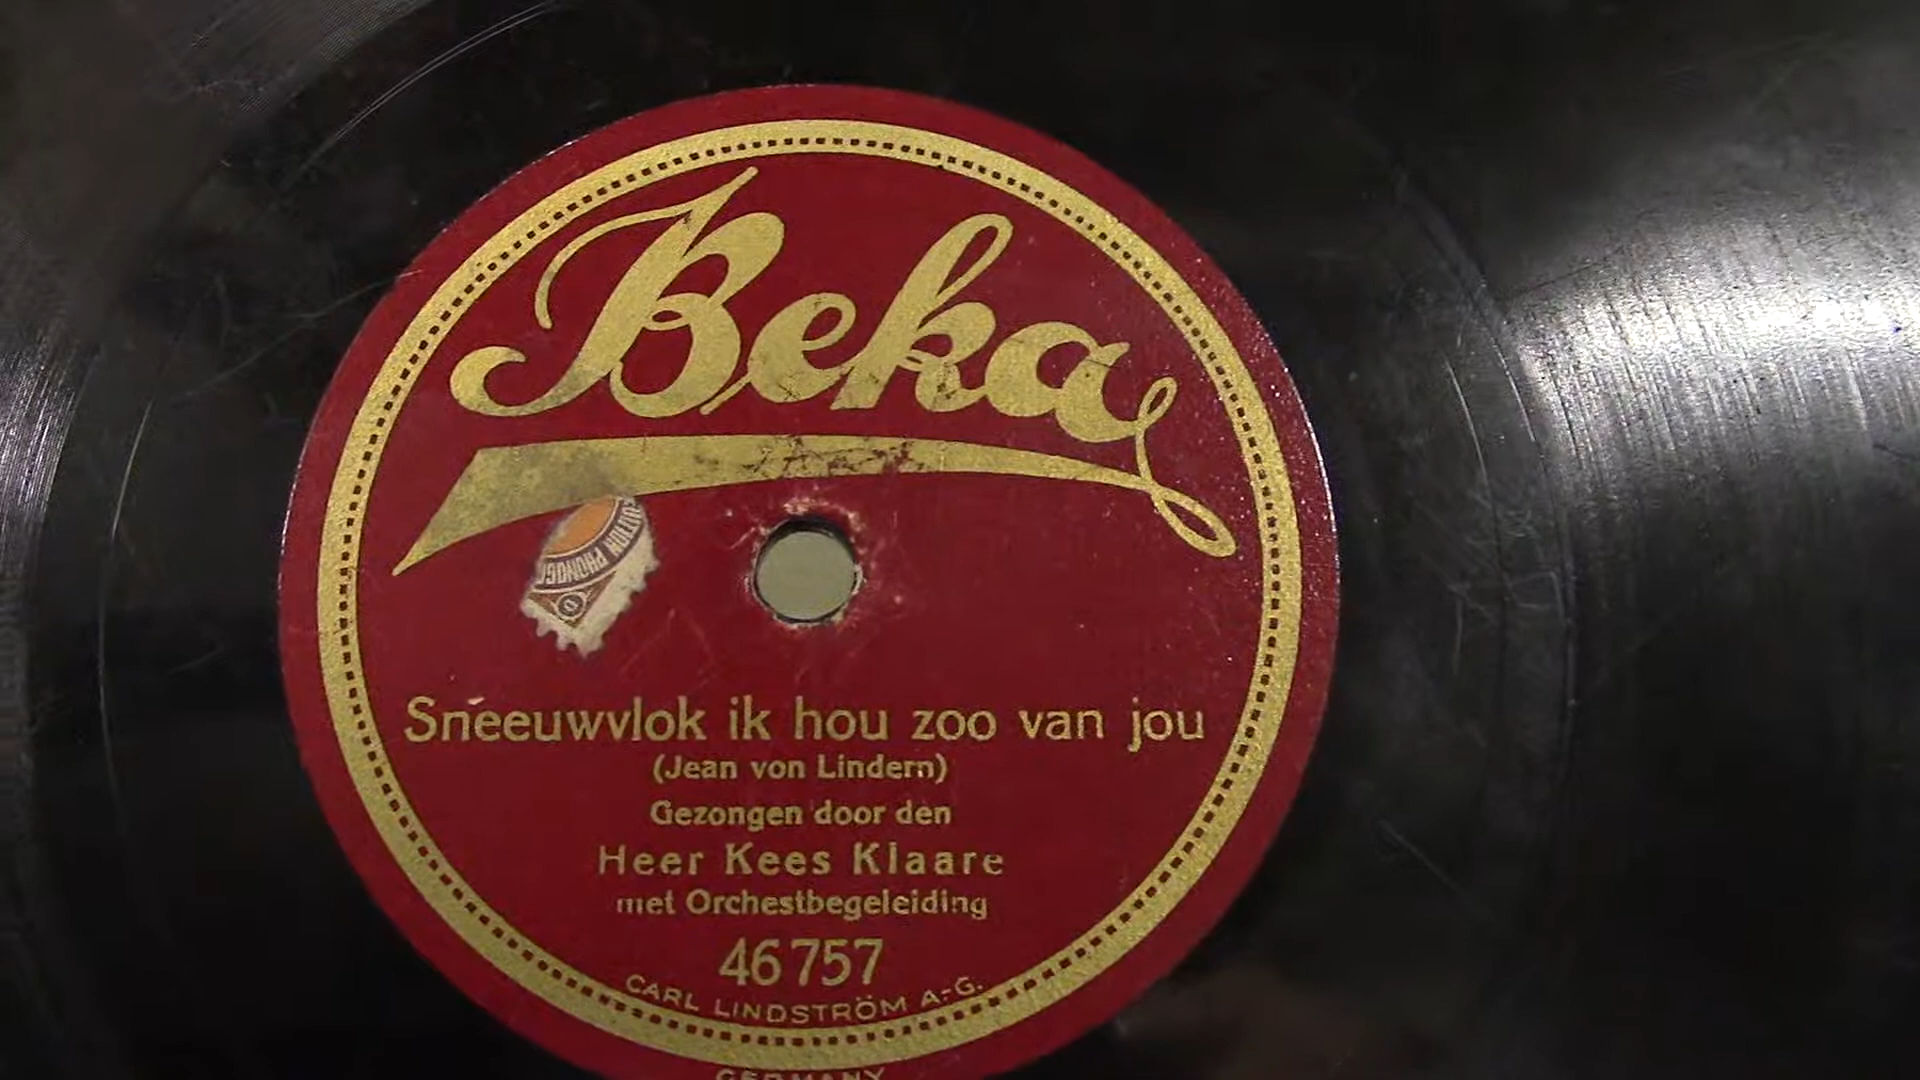 Beka
Sneeuwvlok ik hou zoo van jou
(Jean von Lindern)
Gezongen door den
Heer Kees Klaare
met Orchestbegeleiding
46757
CARL LINDSTRÖM A.-G.
GERMANY